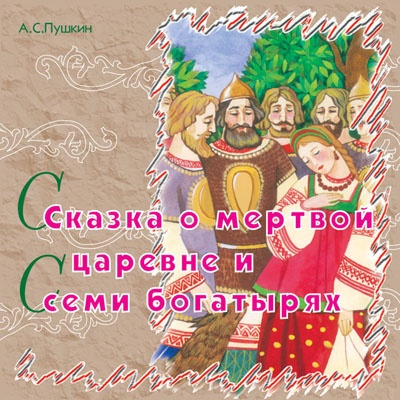 А.С.Пушкин
Сказка о мертвой
царевне и
семи богатырях